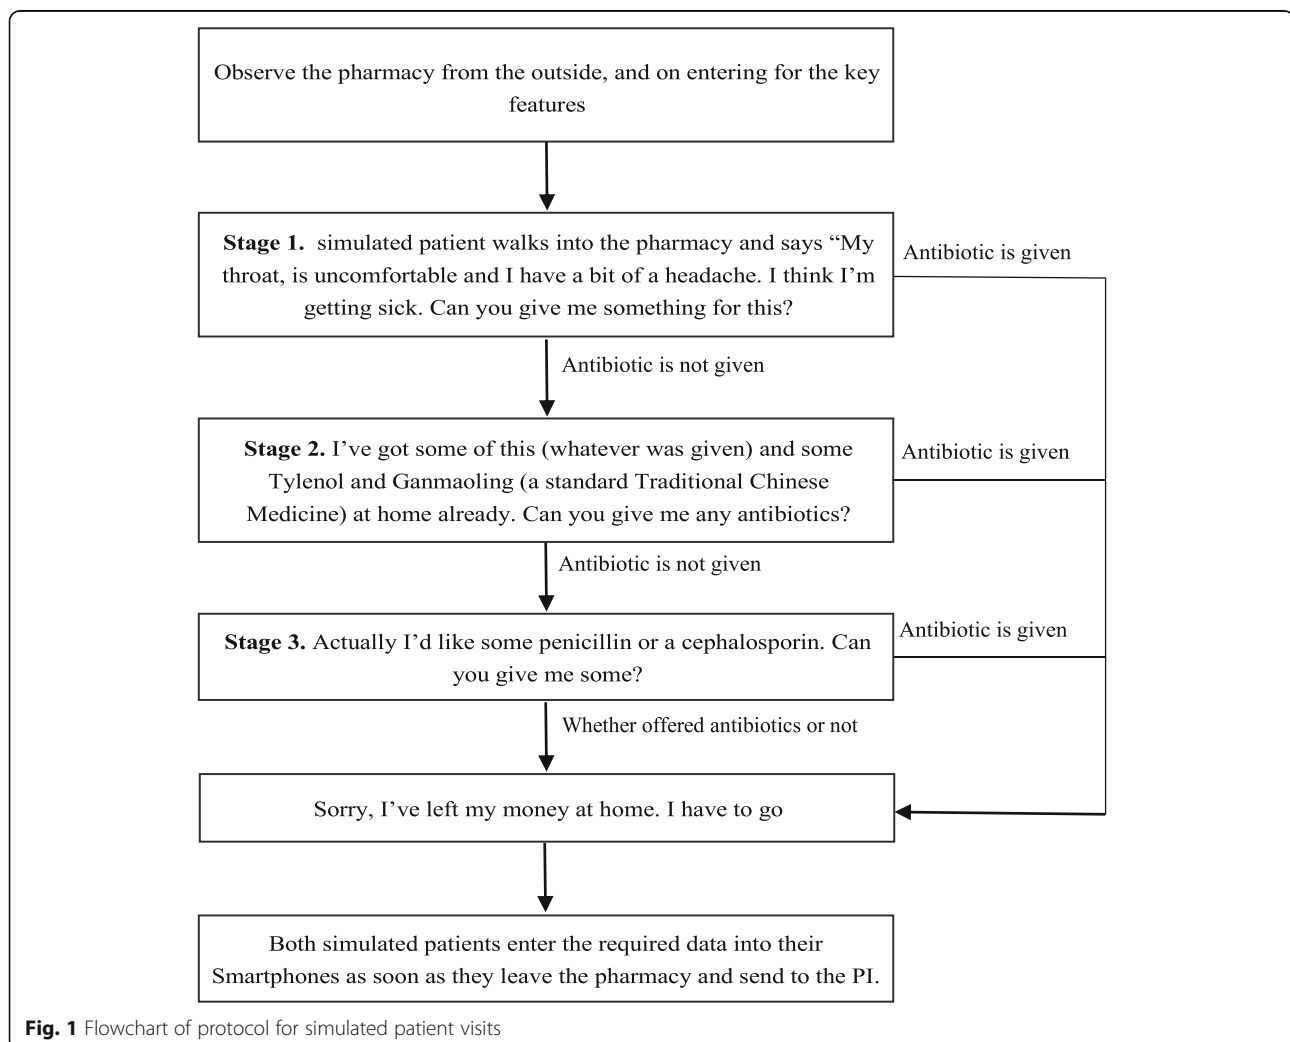 Observe the pharmacy from the outside, and on entering for the key
features
Stage 1. simulated patient walks into the pharmacy and says “My
throat, is uncomfortable and I have a bit of a headache. I think I’m
getting sick. Can you give me something for this?
Antibiotic is given
Antibiotic is not given
Stage 2. I’ve got some of this (whatever was given) and some
Tylenol and Ganmaoling (a standard Traditional Chinese
Medicine) at home already. Can you give me any antibiotics?
Antibiotic is given
Antibiotic is not given
Stage 3. Actually I’d like some penicillin or a cephalosporin. Can
you give me some?
Antibiotic is given
Whether offered antibiotics or not
Sorry, I’ve left my money at home. I have to go
Both simulated patients enter the required data into their
Smartphones as soon as they leave the pharmacy and send to the PI.
Fig. 1 Flowchart of protocol for simulated patient visits